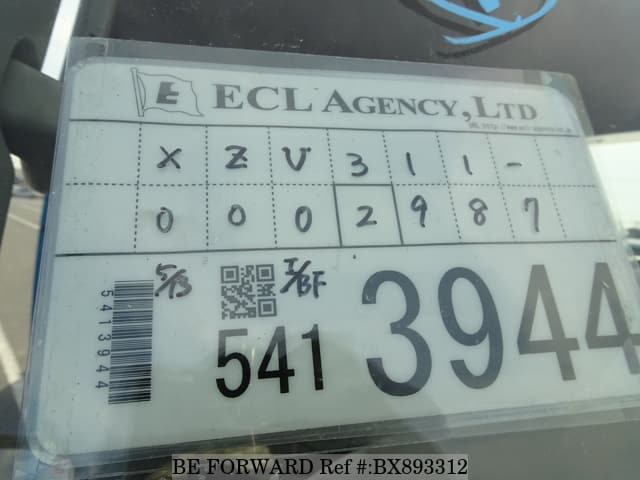 E ECL AGENCY, LTD
X Z U 3 1 1 -
0 0 0 2 9 8 7
5/13 I/BF
5413944
541 3944
BE FORWARD Ref #:BX893312